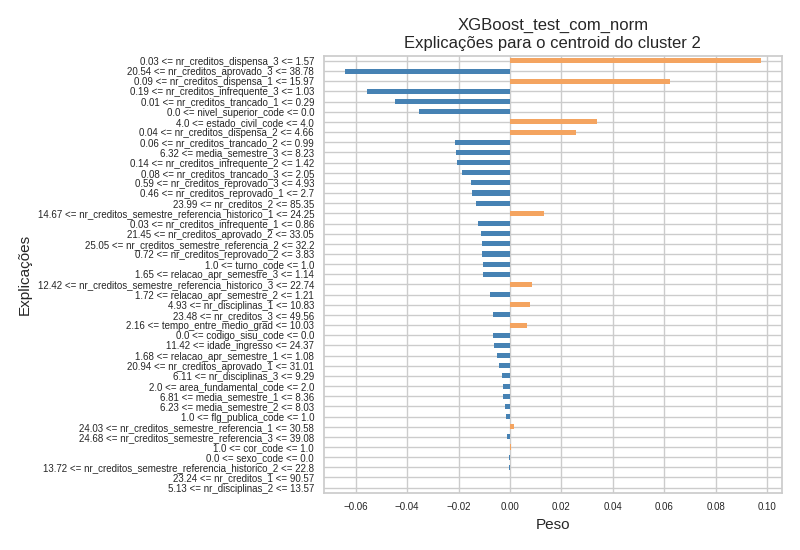 XGBoost_test_com_norm
Explicações para o centroid do cluster 2
0.03 <= nr_creditos_dispensa_3 <= 1.57
20.54 <= nr_creditos_aprovado_3 <= 38.78
0.09 <= nr_creditos_dispensa_1 <= 15.97
0.19 <= nr_creditos_infrequente_3 <= 1.03
0.01 <= nr_creditos_trancado_1 <= 0.29
0.0 <= nivel_superior_code <= 0.0
4.0 <= estado_civil_code <= 4.0
0.04 <= nr_creditos_dispensa_2 <= 4.66
0.06 <= nr_creditos_trancado_2 <= 0.99
6.32 <= media_semestre_3 <= 8.23
0.14 <= nr_creditos_infrequente_2 <= 1.42
0.08 <= nr_creditos_trancado_3 <= 2.05
0.59 <= nr_creditos_reprovado_3 <= 4.93
0.46 <= nr_creditos_reprovado_1 <= 2.7
23.99 <= nr_creditos_2 <= 85.35
14.67 <= nr_creditos_semestre_referencia_historico_1 <= 24.25
0.03 <= nr_creditos_infrequente_1 <= 0.86
21.45 <= nr_creditos_aprovado_2 <= 33.05
25.05 <= nr_creditos_semestre_referencia_2 <= 32.2
0.72 <= nr_creditos_reprovado_2 <= 3.83
1.0 <= turno_code <= 1.0
1.65 <= relacao_apr_semestre_3 <= 1.14
12.42 <= nr_creditos_semestre_referencia_historico_3 <= 22.74
1.72 <= relacao_apr_semestre_2 <= 1.21
4.93 <= nr_disciplinas_1 <= 10.83
23.48 <= nr_creditos_3 <= 49.56
2.16 <= tempo_entre_medio_grad <= 10.03
0.0 <= codigo_sisu_code <= 0.0
11.42 <= idade_ingresso <= 24.37
1.68 <= relacao_apr_semestre_1 <= 1.08
20.94 <= nr_creditos_aprovado_1 <= 31.01
6.11 <= nr_disciplinas_3 <= 9.29
2.0 <= area_fundamental_code <= 2.0
6.81 <= media_semestre_1 <= 8.36
6.23 <= media_semestre_2 <= 8.03
1.0 <= flg_publica_code <= 1.0
24.03 <= nr_creditos_semestre_referencia_1 <= 30.58
24.68 <= nr_creditos_semestre_referencia_3 <= 39.08
1.0 <= cor_code <= 1.0
0.0 <= sexo_code <= 0.0
13.72 <= nr_creditos_semestre_referencia_historico_2 <= 22.8
23.24 <= nr_creditos_1 <= 90.57
5.13 <= nr_disciplinas_2 <= 13.57
Explicações
−0.06 −0.04 −0.02 0.00 0.02 0.04 0.06 0.08 0.10
Peso